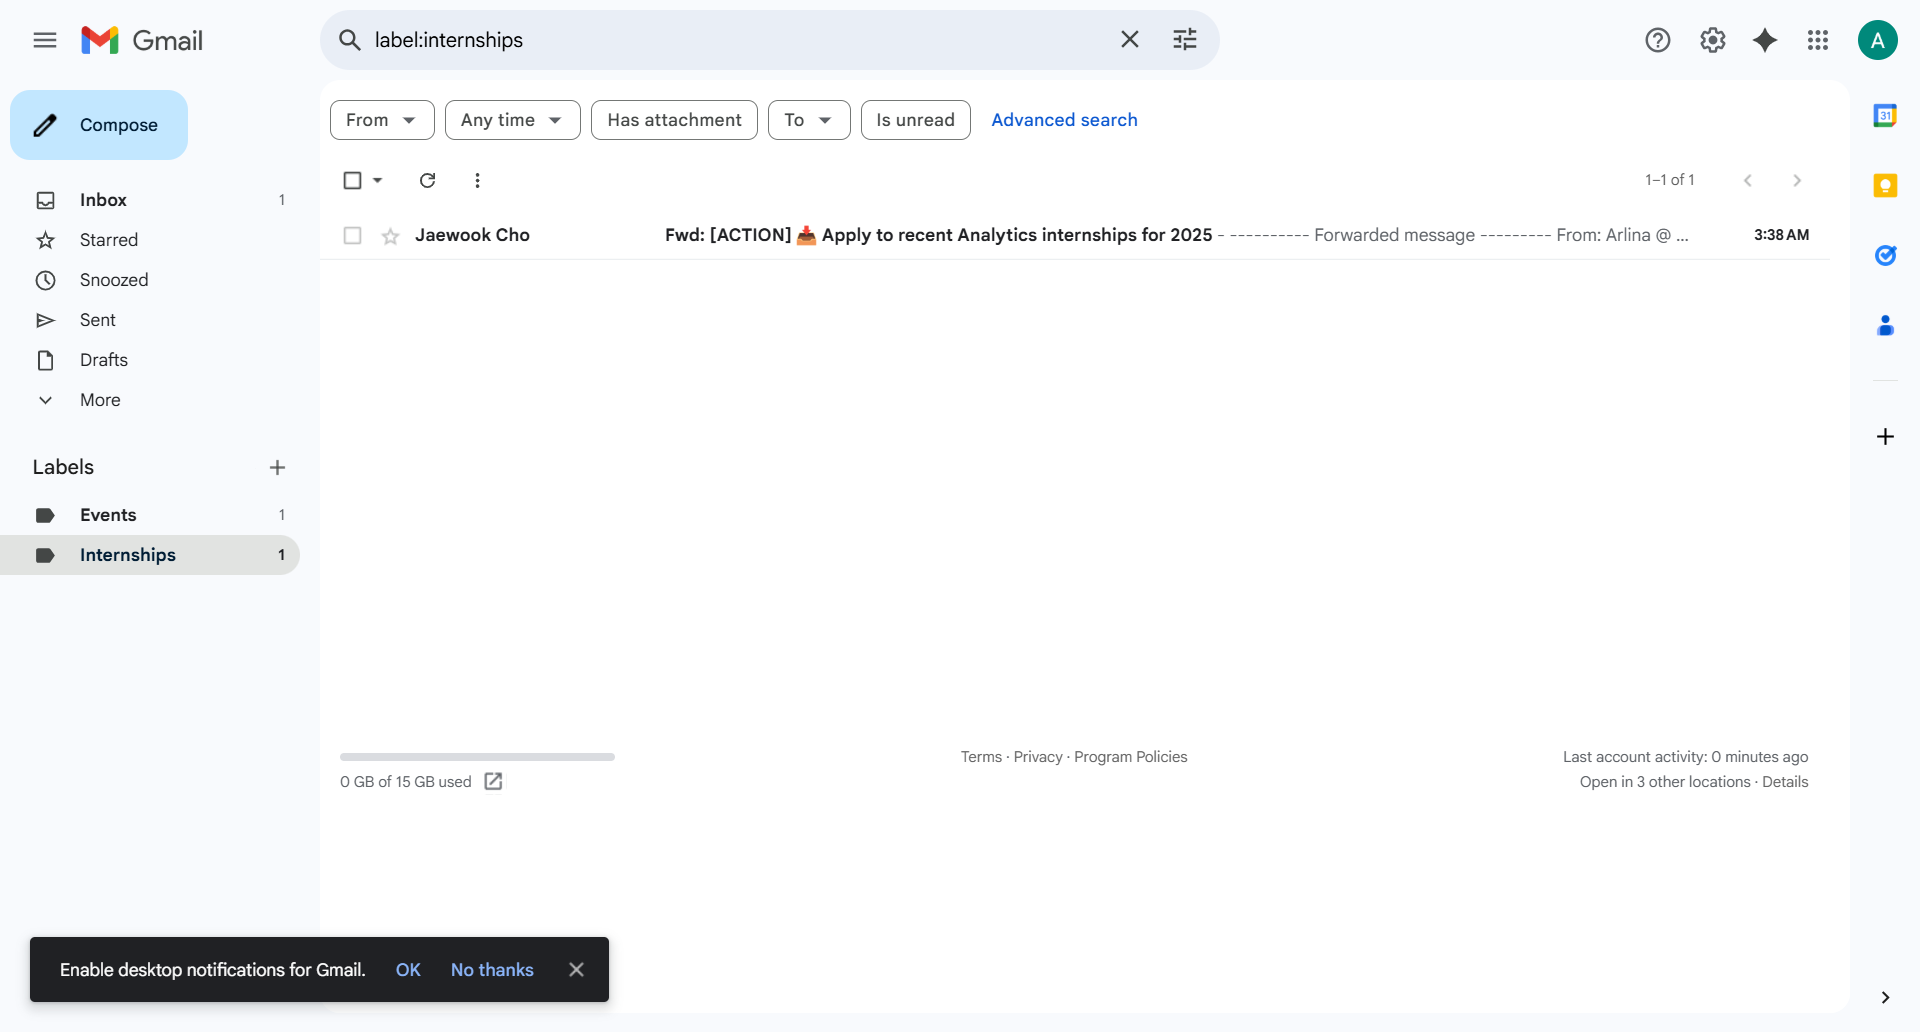 Gmail
label:internships
A
Compose
Inbox 1
Starred
Snoozed
Sent
Drafts
More
Labels
Events 1
Internships 1
From Any time Has attachment To Is unread Advanced search
1–1 of 1
Jaewook Cho Fwd: [ACTION] 📥 Apply to recent Analytics internships for 2025 - ---------- Forwarded message --------- From: Arlina @ ... 3:38 AM
0 GB of 15 GB used
Terms · Privacy · Program Policies
Last account activity: 0 minutes ago
Open in 3 other locations · Details
31
Enable desktop notifications for Gmail. OK No thanks